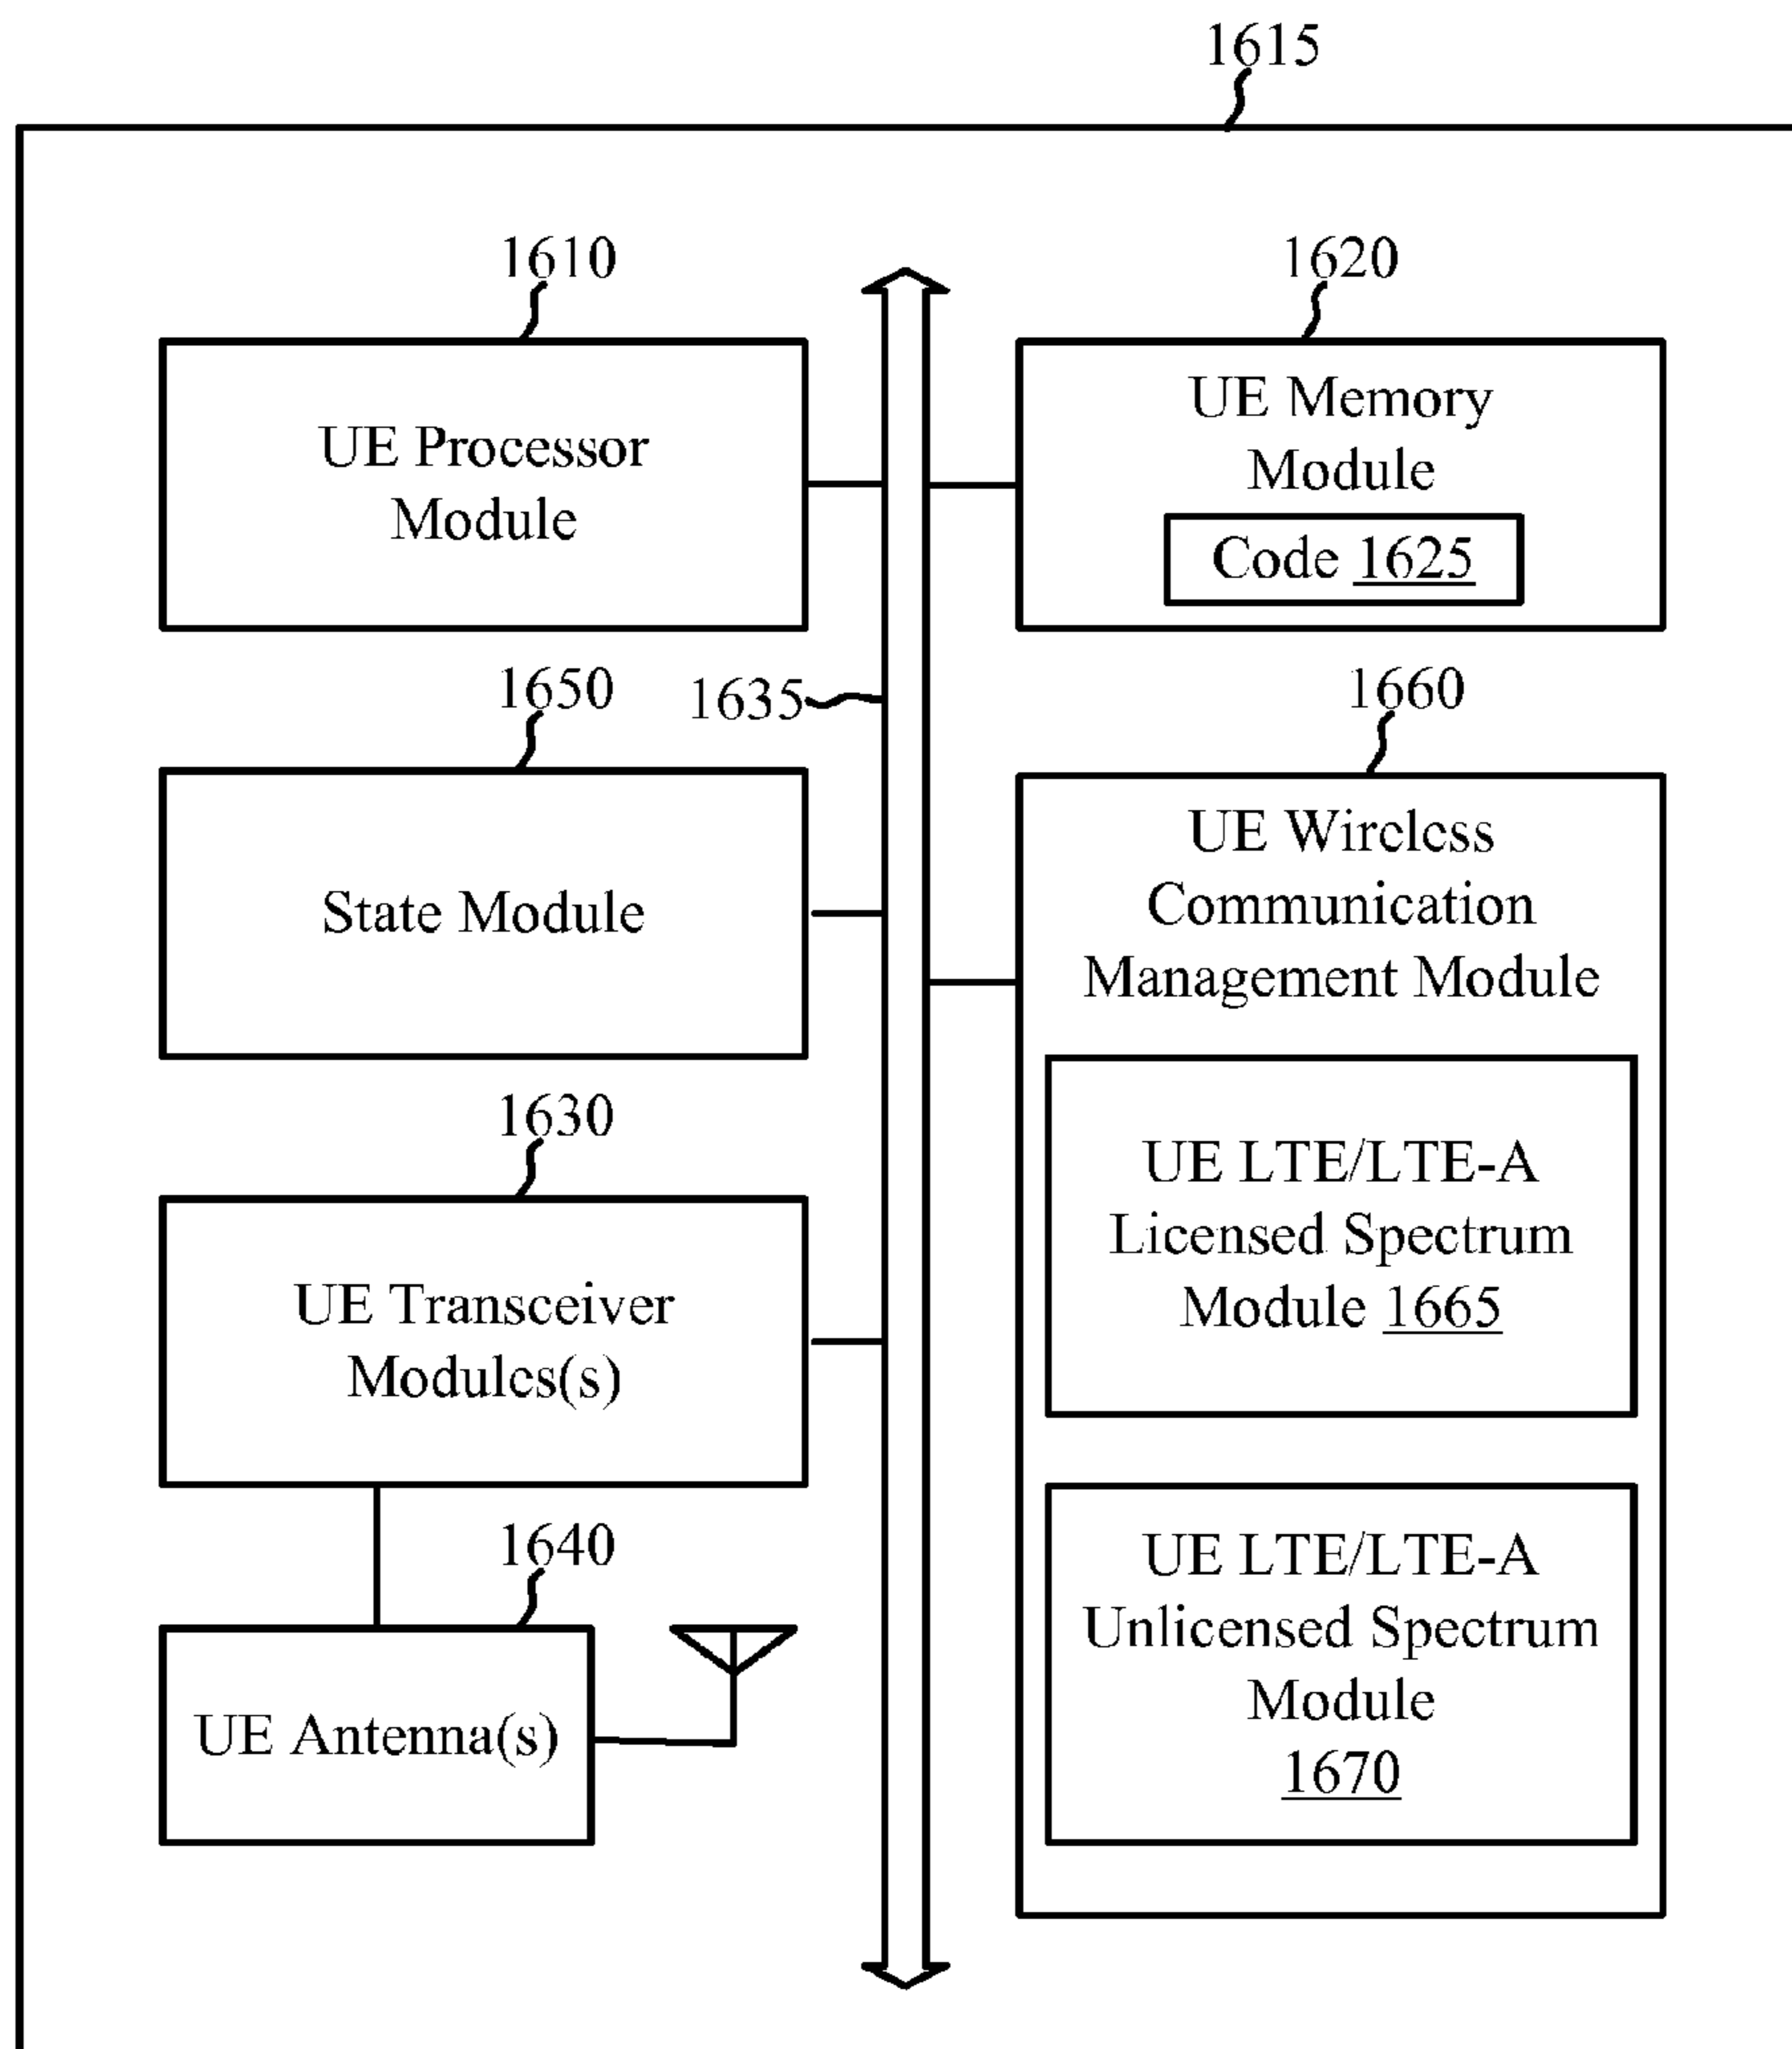 1615
1610
UE Processor
Module
1620
UE Memory
Module
Code 1625
1650
State Module
1635
1660
UE Wireless
Communication
Management Module
UE LTE/LTE-A
Licensed Spectrum
Module 1665
UE LTE/LTE-A
Unlicensed Spectrum
Module
1670
1630
UE Transceiver
Modules(s)
1640
UE Antenna(s)